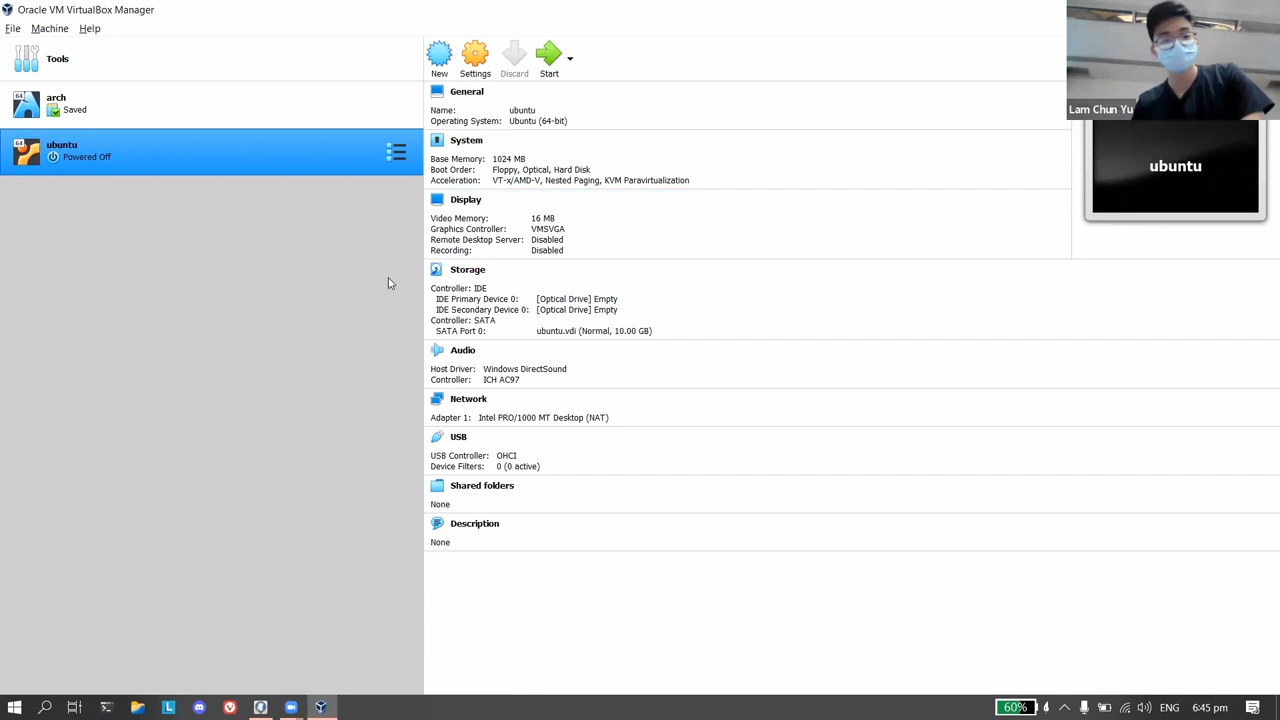 Oracle VM VirtualBox Manager
File Machine Help
Tools
64 arch
Saved
64 ubuntu
Powered Off
New Settings Discard Start
General
Name: ubuntu
Operating System: Ubuntu (64-bit)
System
Base Memory: 1024 MB
Boot Order: Floppy, Optical, Hard Disk
Acceleration: VT-x/AMD-V, Nested Paging, KVM Paravirtualization
Display
Video Memory: 16 MB
Graphics Controller: VMSVGA
Remote Desktop Server: Disabled
Recording: Disabled
Storage
Controller: IDE
IDE Primary Device 0: [Optical Drive] Empty
IDE Secondary Device 0: [Optical Drive] Empty
Controller: SATA
SATA Port 0: ubuntu.vdi (Normal, 10.00 GB)
Audio
Host Driver: Windows DirectSound
Controller: ICH AC97
Network
Adapter 1: Intel PRO/1000 MT Desktop (NAT)
USB
USB Controller: OHCI
Device Filters: 0 (0 active)
Shared folders
None
Description
None
Lam Chun Yu
ubuntu
L
60% ENG 6:45 pm